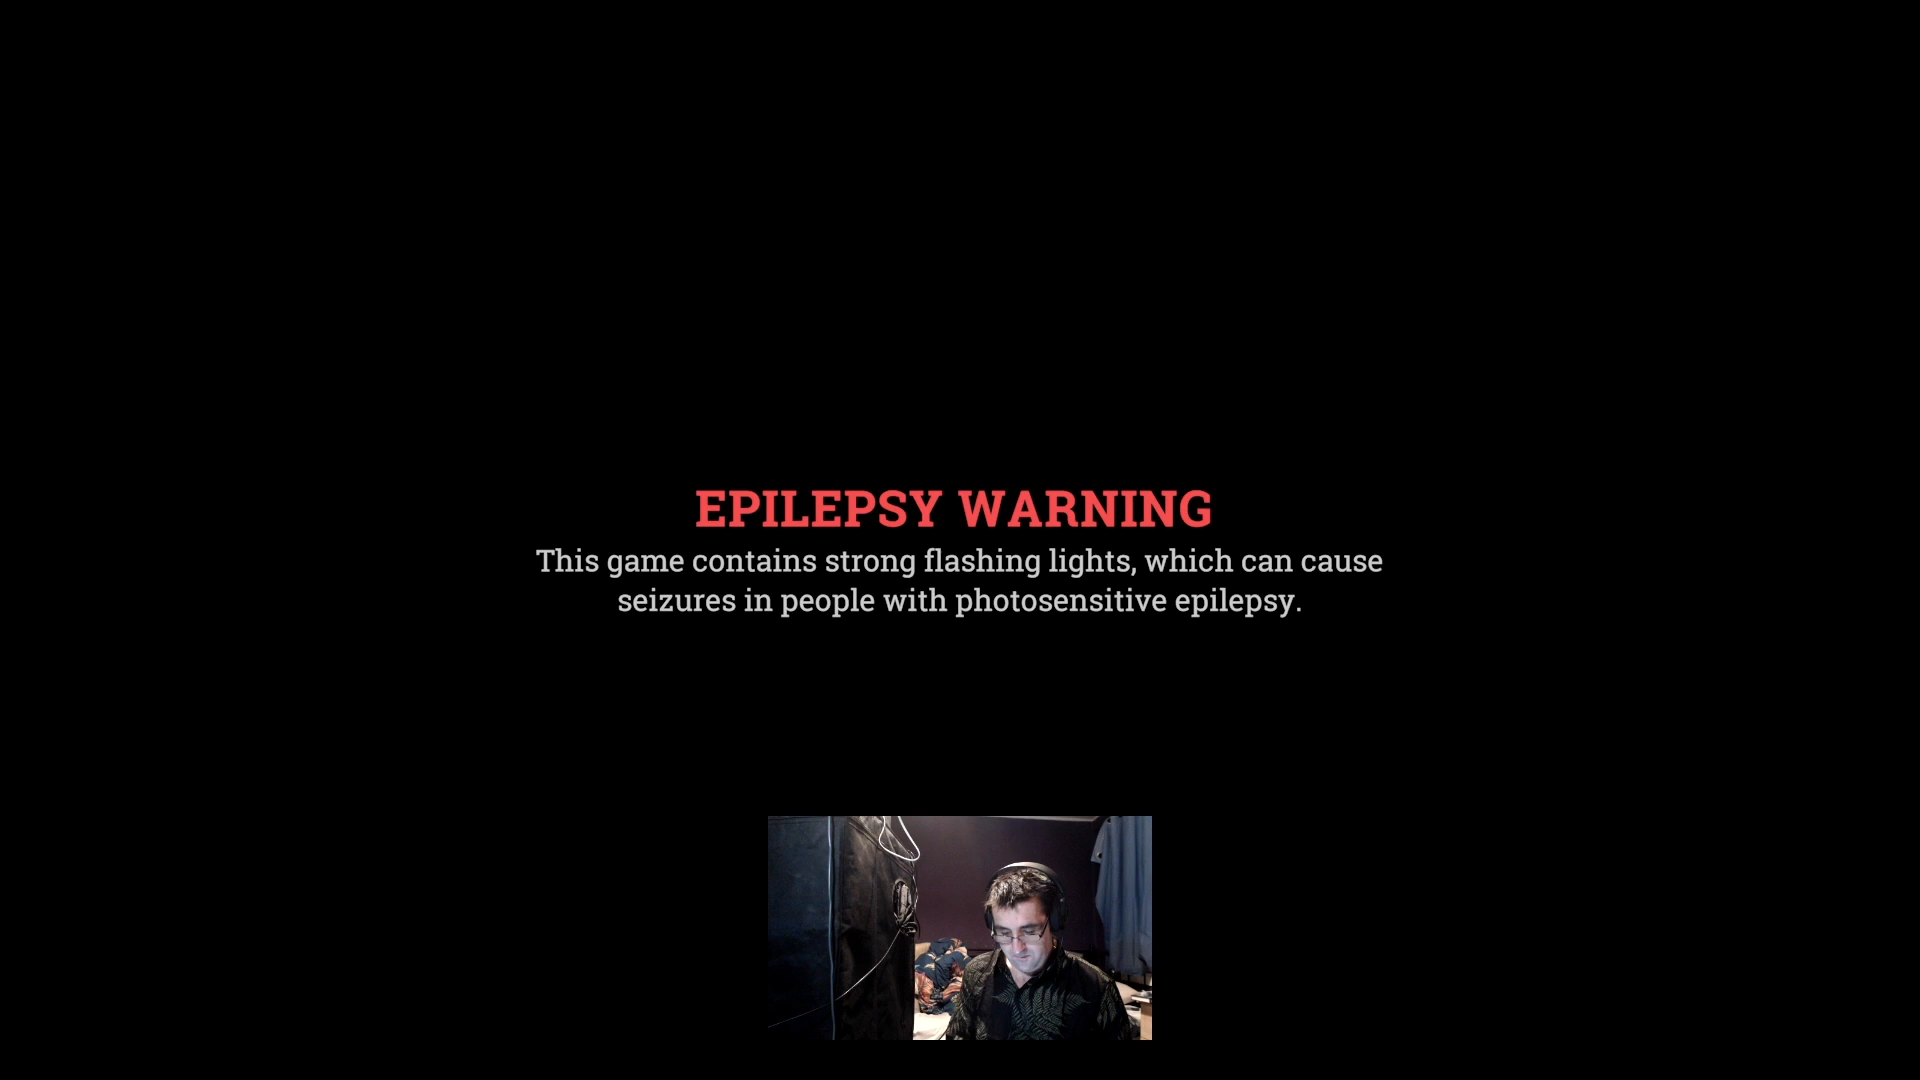 EPILEPSY WARNING
This game contains strong flashing lights, which can cause
seizures in people with photosensitive epilepsy.